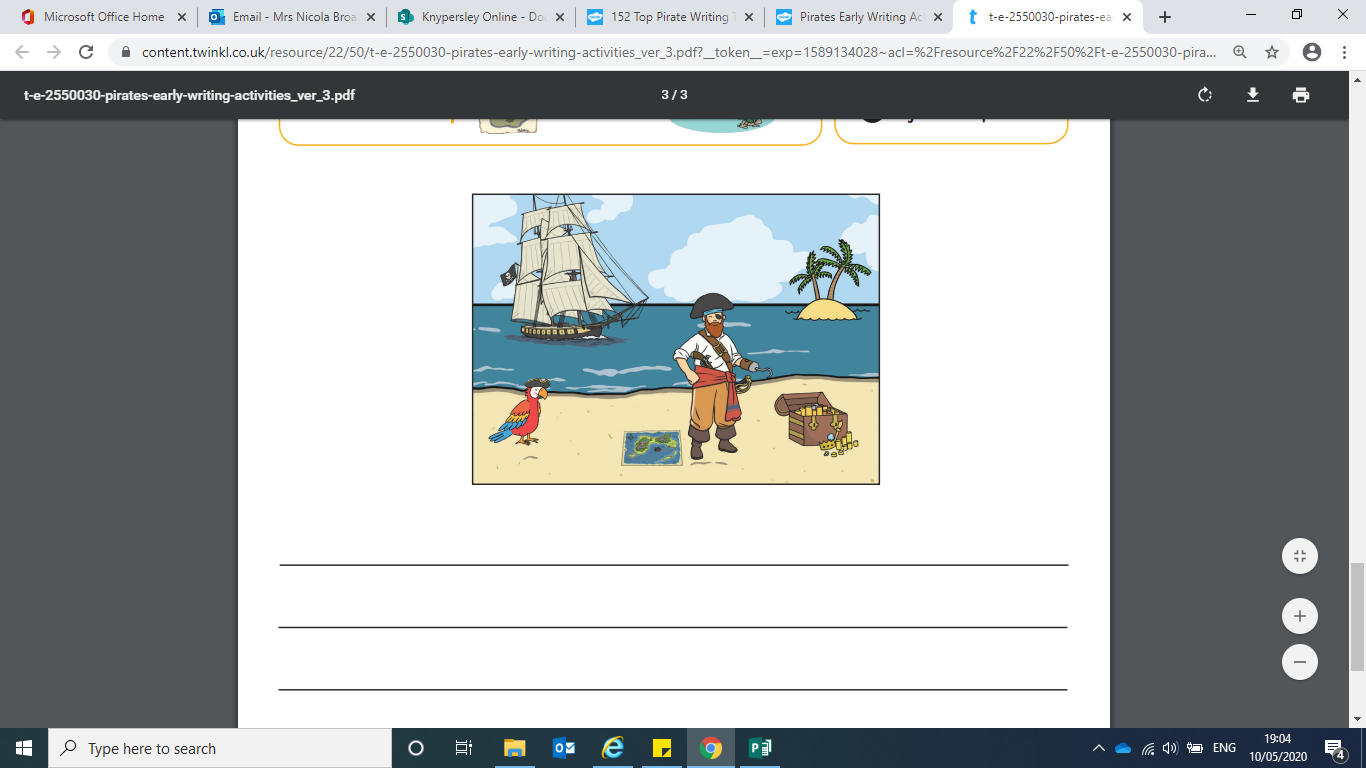 Microsoft Office Home
Email - Mrs Nicola Broa
Knypersley Online - Do
152 Top Pirate Writing
Pirates Early Writing Ac
t-e-2550030-pirates-ea
content.twinkl.co.uk/resource/22/50/t-e-2550030-pirates-early-writing-activities_ver_3.pdf?__token__=exp=1589134028~acl=%2Fresource%2F22%2F50%2Ft-e-2550030-pira...
t-e-2550030-pirates-early-writing-activities_ver_3.pdf
3 / 3
Type here to search
ENG
19:04
10/05/2020
4